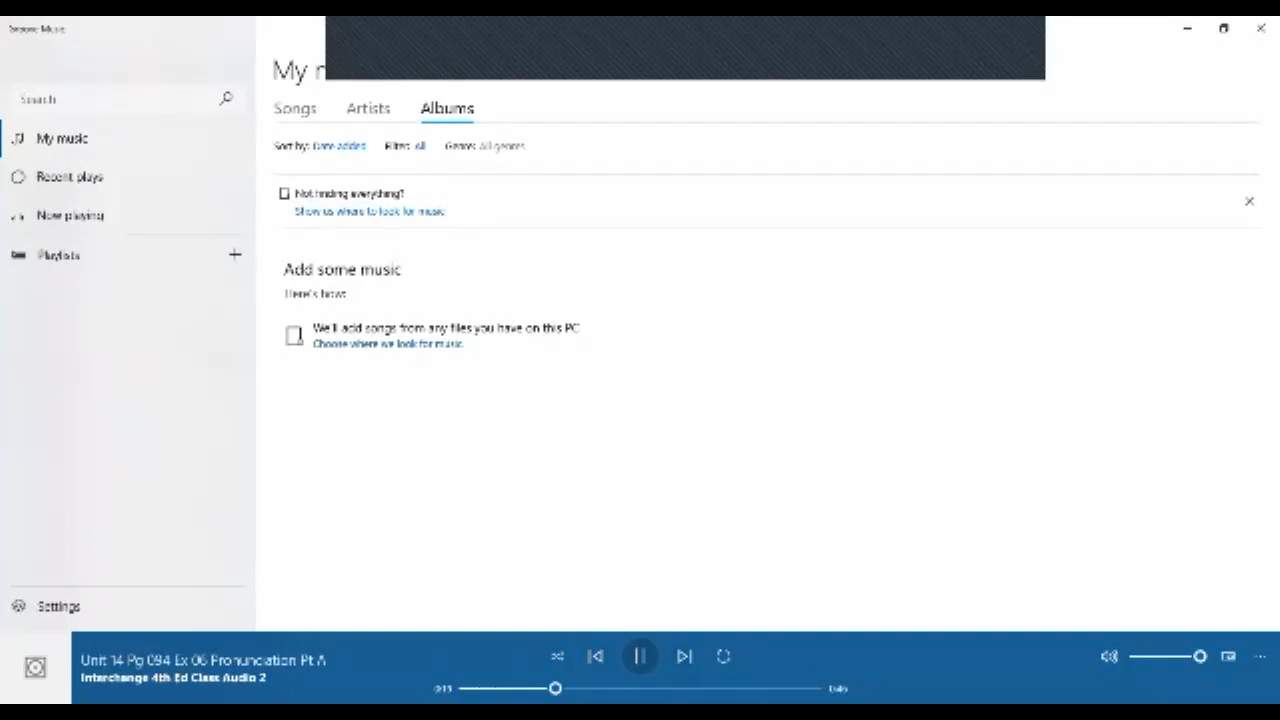 Groove Music
My
Search
Songs Artists Albums
My music
Sort by: Date added Filter: All Genre: All genres
Recent plays
Not finding everything?
Show us where to look for music
Now playing
Playlists
Add some music
Here's how:
We'll add songs from any files you have on this PC
Choose where we look for music
Settings
Unit 14 Pg 094 Ex 06 Pronunciation Pt A
Interchange 4th Ed Class Audio 2